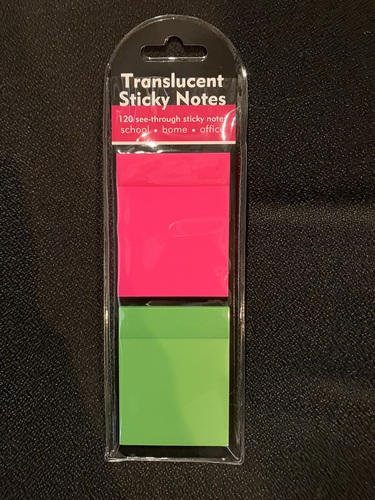 Translucent
Sticky Notes
120 see-through sticky notes
school • home • office